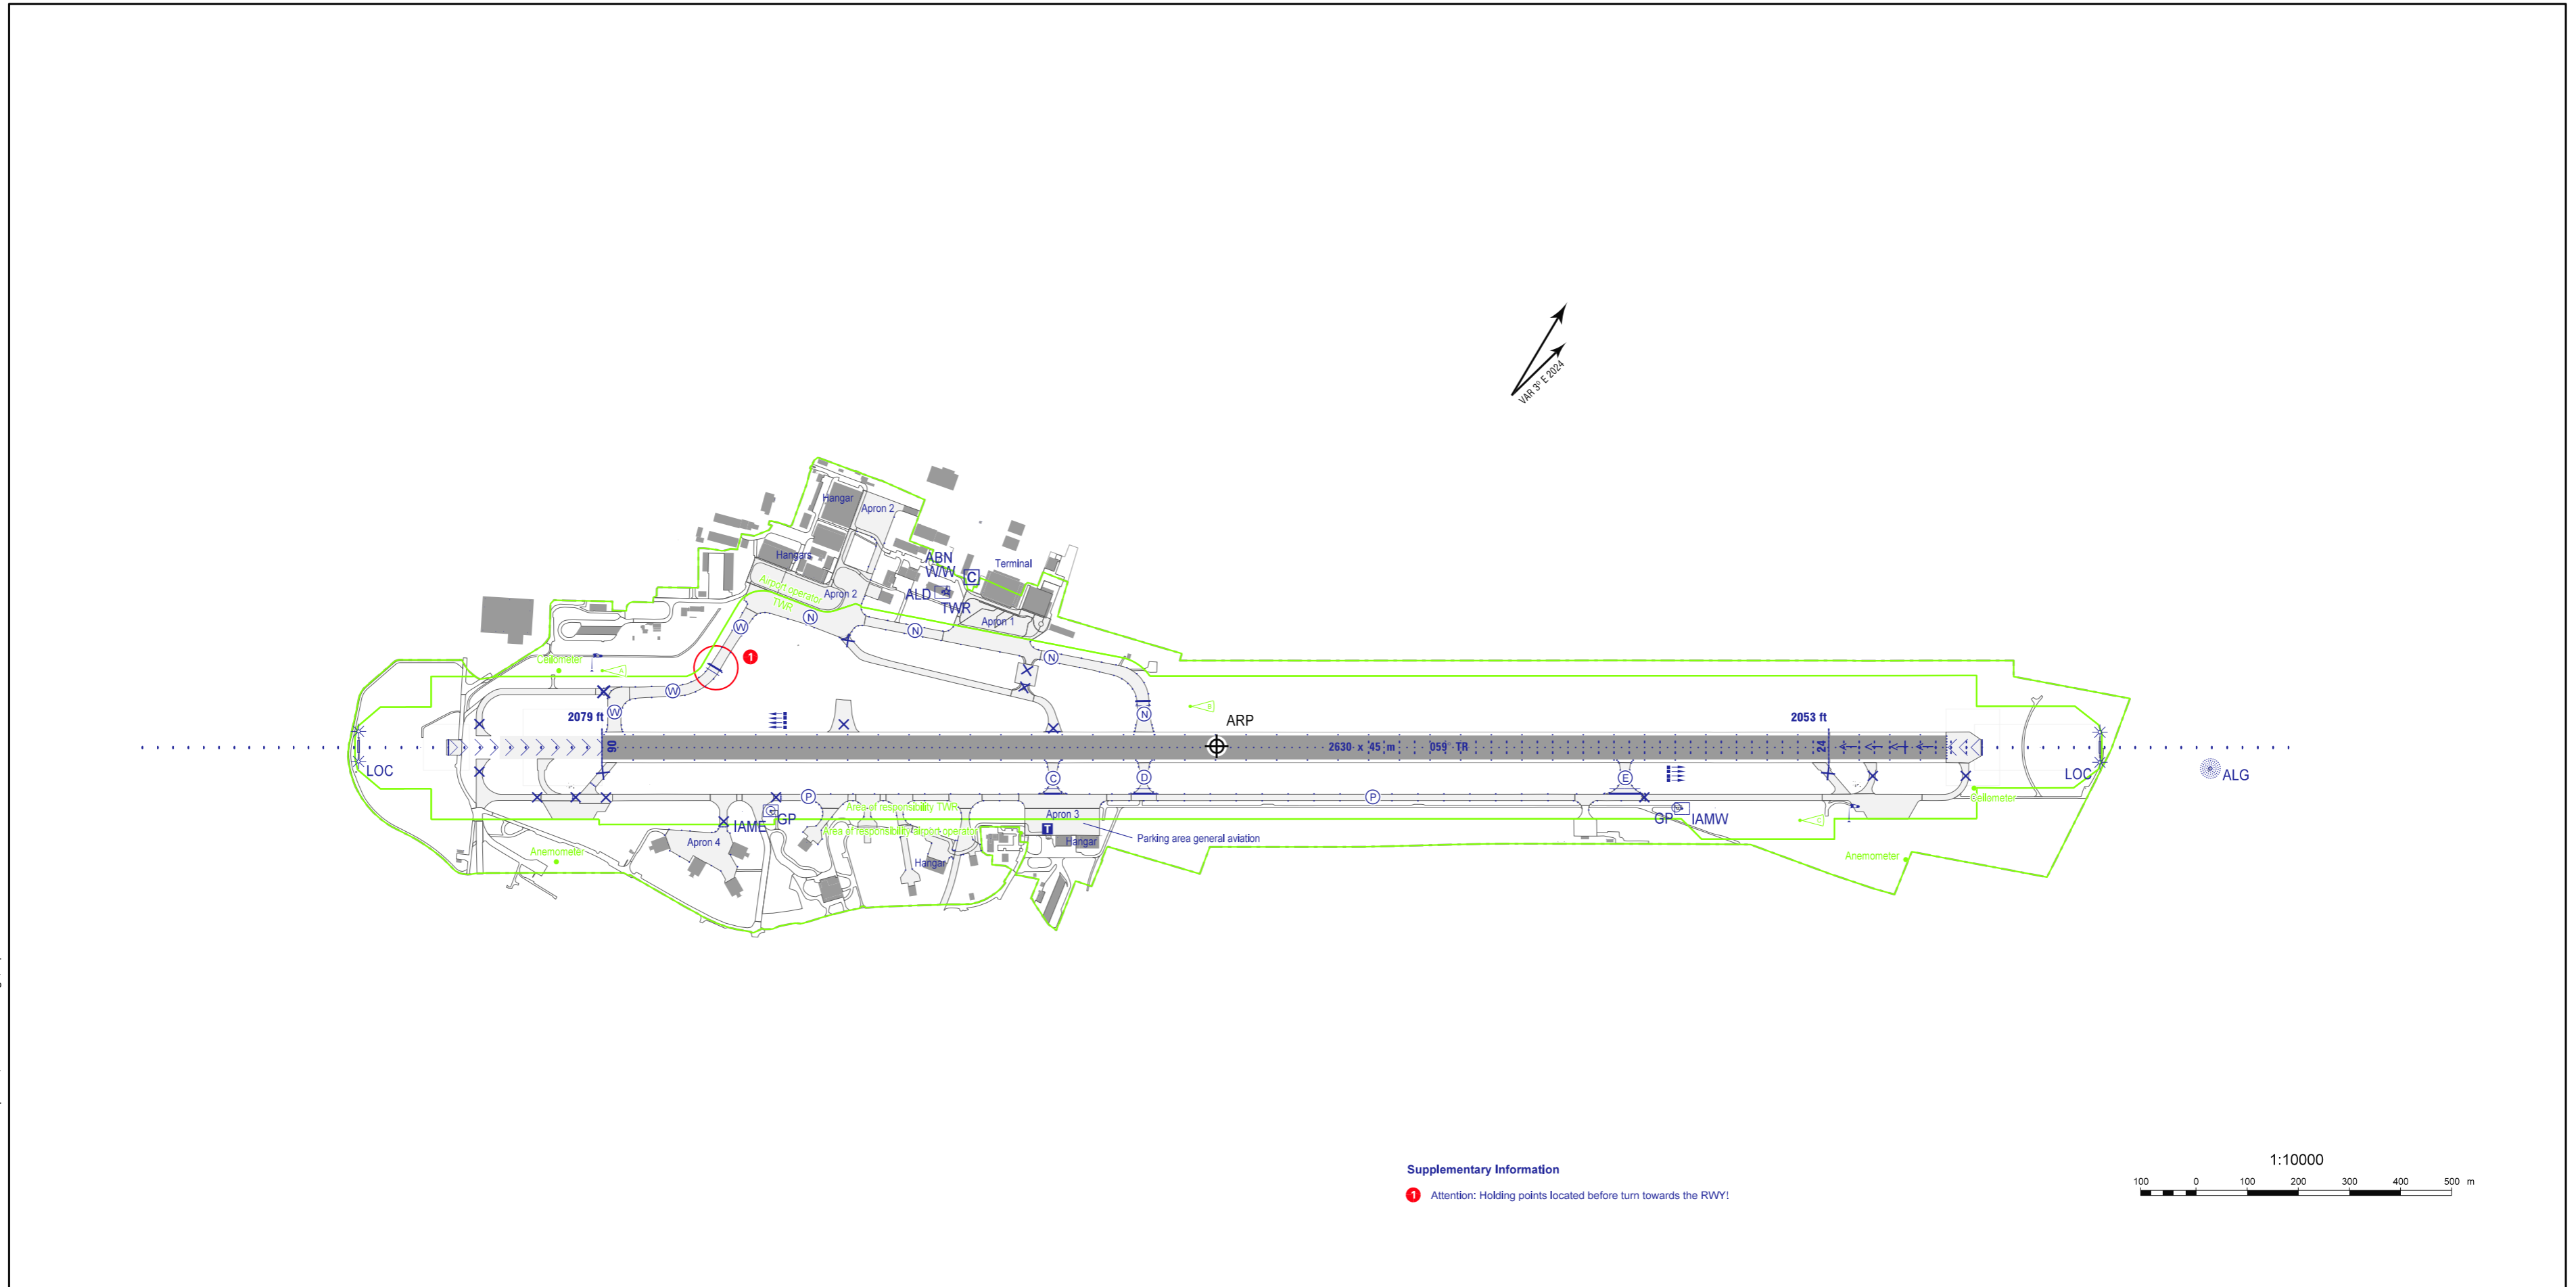 VAR 3° E 2024
Hangar
Apron 2
Hangars
ABN
W/W
C
Terminal
Airport operator
TWR
Apron 2
ALD
TWR
Apron 1
N
N
N
W
1
Ceilometer
A
W
W
2079 ft
N
B
ARP
2053 ft
06
2630 x 45 m
059° TR
24
LOC
C
D
E
LOC
ALG
P
P
Area of responsibility TWR
Ceilometer
IAME
GP
Apron 3
GP
IAMW
Area of responsibility airport operator
T
Parking area general aviation
Apron 4
Hangar
Hangar
Anemometer
Anemometer
1:10000
Supplementary Information
1 Attention: Holding points located before turn towards the RWY!
100 0 100 200 300 400 500 m